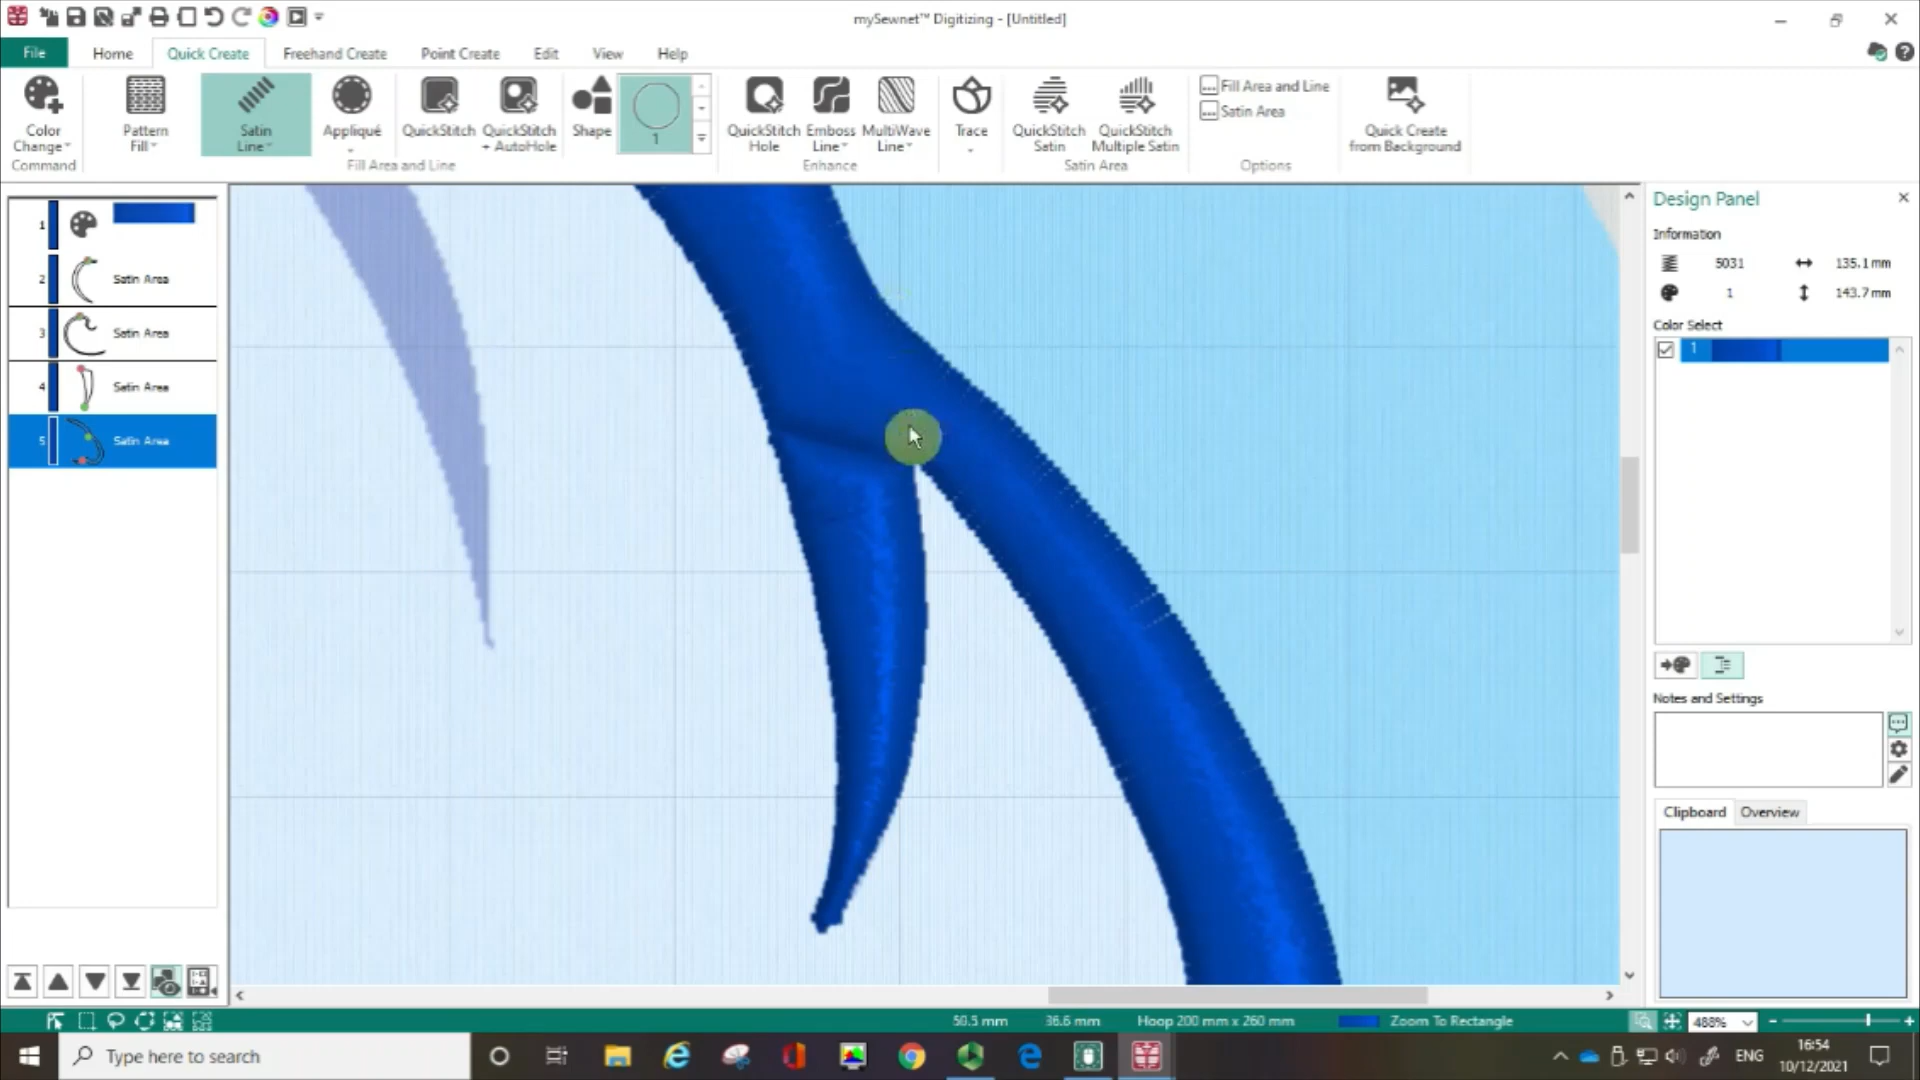 mySewnet™ Digitizing - [Untitled]
File Home Quick Create Freehand Create Point Create Edit View Help
Color Change
Pattern Fill
Satin Line
Appliqué
QuickStitch
QuickStitch + AutoHole
Shape
1
QuickStitch Hole
Emboss Line
MultiWave Line
Trace
QuickStitch Satin
QuickStitch Multiple Satin
Fill Area and Line
Satin Area
Quick Create from Background
Command
Fill Area and Line
Enhance
Satin Area
Options
1
2 Satin Area
3 Satin Area
4 Satin Area
5 Satin Area
Design Panel
Information
5031 135.1 mm
1 143.7 mm
Color Select
1
Notes and Settings
Clipboard Overview
50.5 mm 36.6 mm Hoop 200 mm x 260 mm Zoom To Rectangle 488%
Type here to search
ENG
16:54
10/12/2021